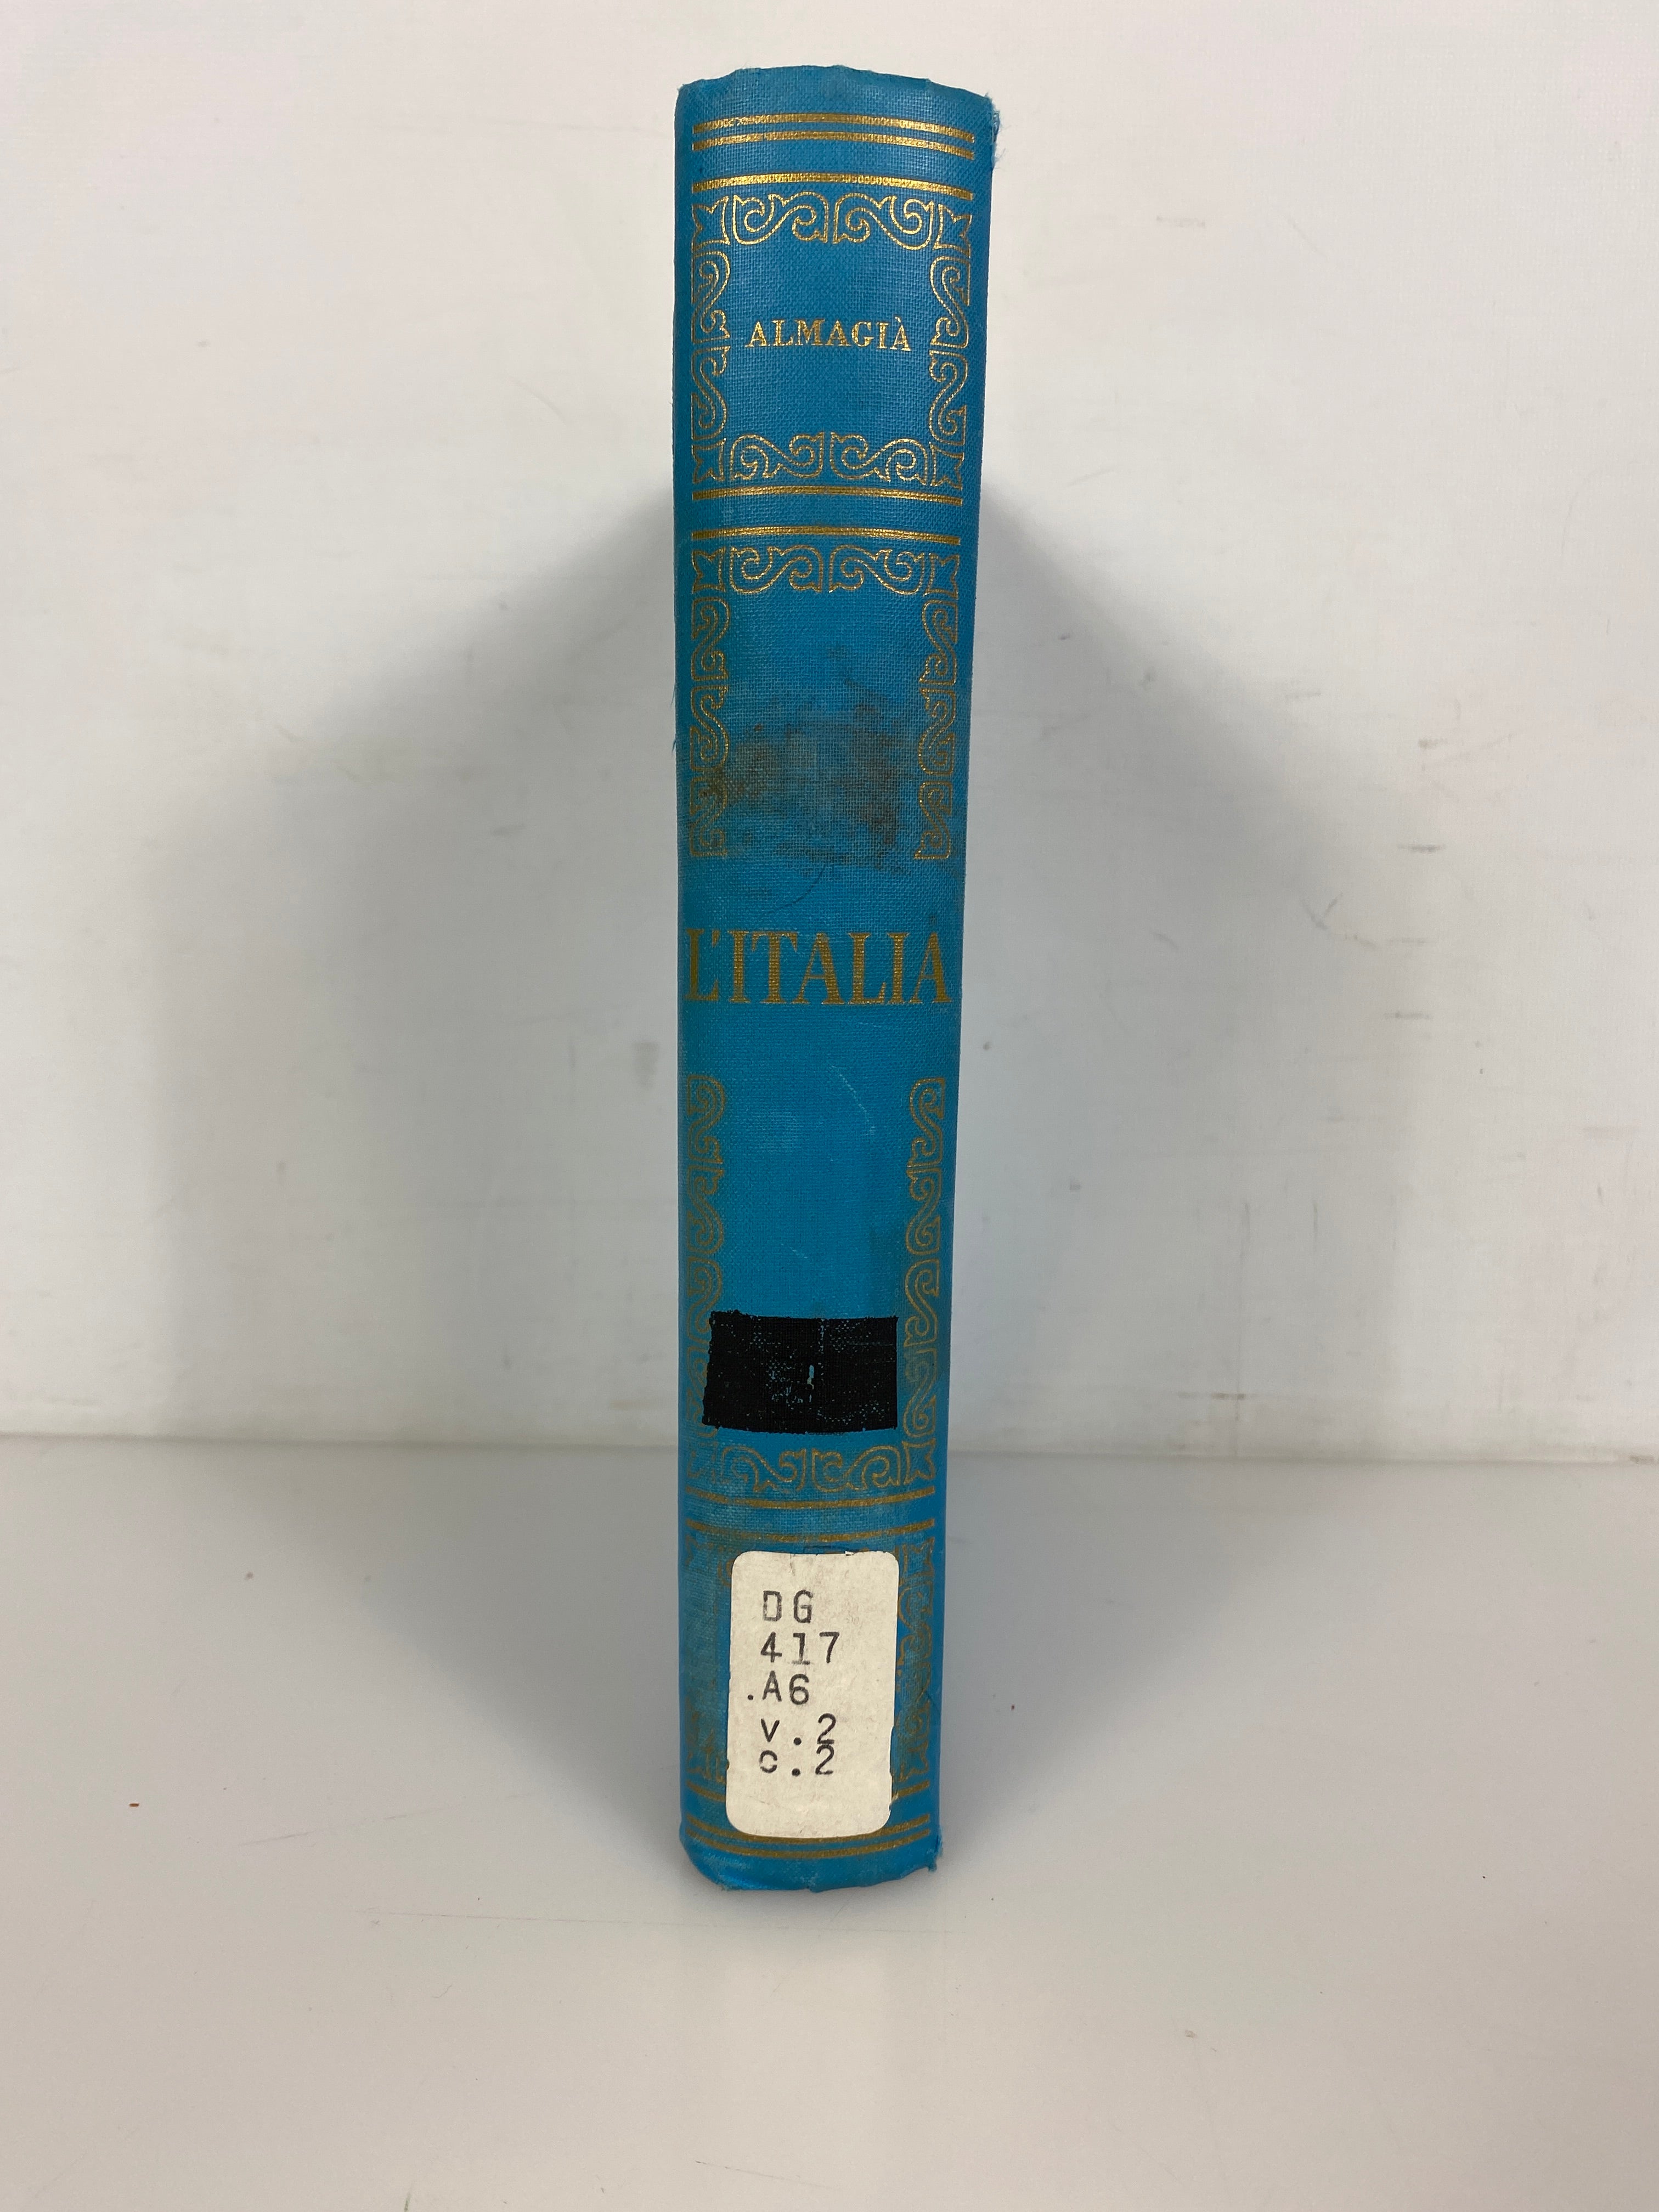 ALMAGIÀ
L'ITALIA
DG
417
.A6
v.2
c.2